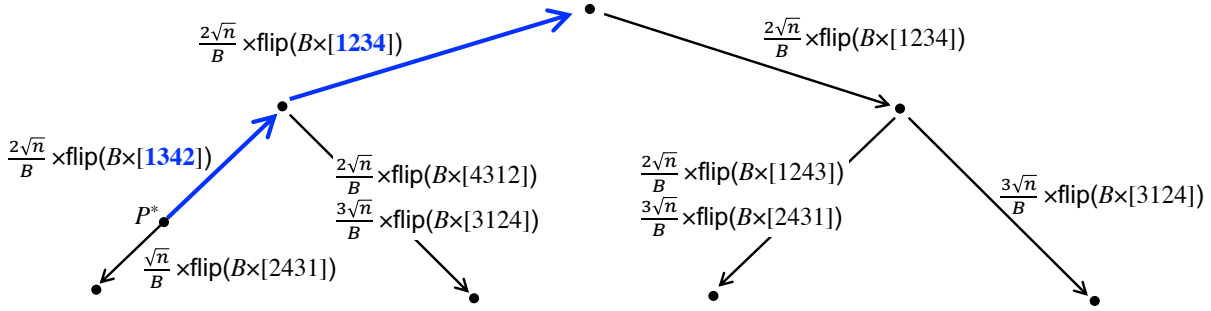 2√n/B ×flip(B×[1234])
2√n/B ×flip(B×[1234])
2√n/B ×flip(B×[1342])
2√n/B ×flip(B×[4312])
3√n/B ×flip(B×[3124])
2√n/B ×flip(B×[1243])
3√n/B ×flip(B×[2431])
3√n/B ×flip(B×[3124])
P*
√n/B ×flip(B×[2431])